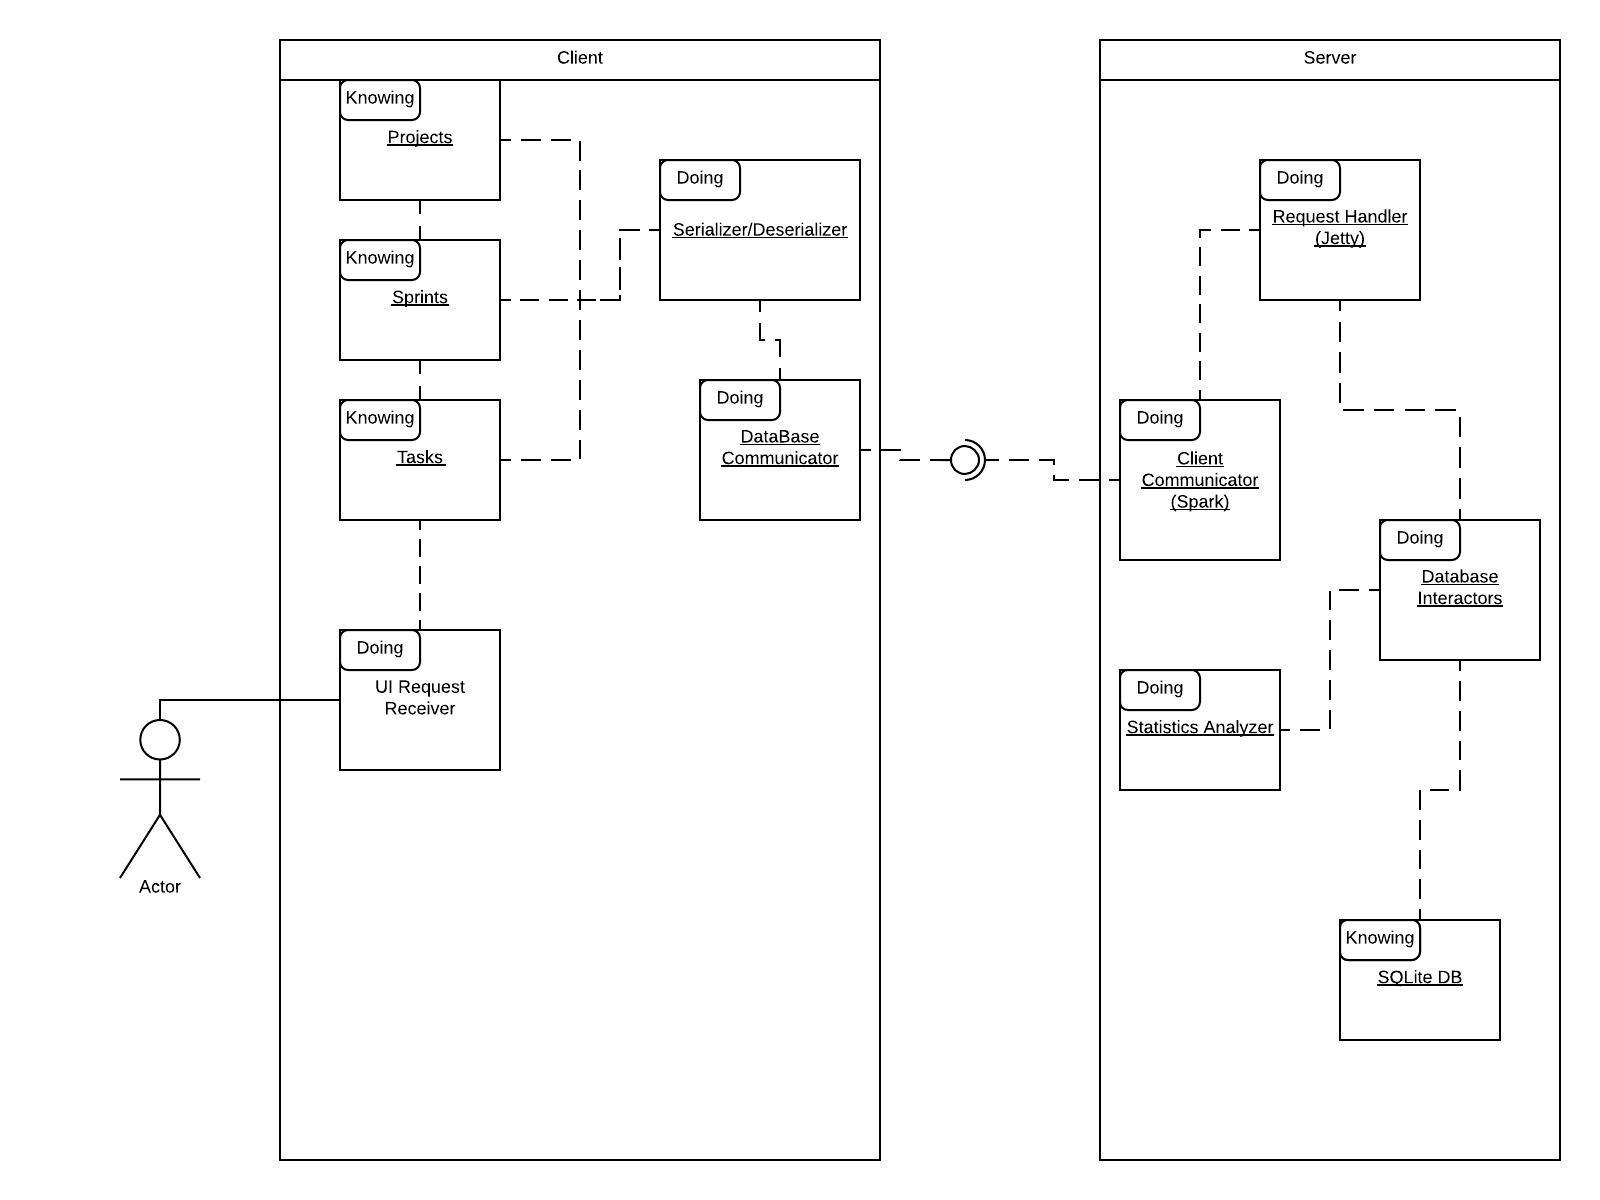 Client
Knowing
Projects
Knowing
Sprints
Knowing
Tasks
Doing
Serializer/Deserializer
Doing
DataBase
Communicator
Doing
UI Request
Receiver
Actor
Server
Doing
Request Handler
(Jetty)
Doing
Client
Communicator
(Spark)
Doing
Database
Interactors
Doing
Statistics Analyzer
Knowing
SQLite DB